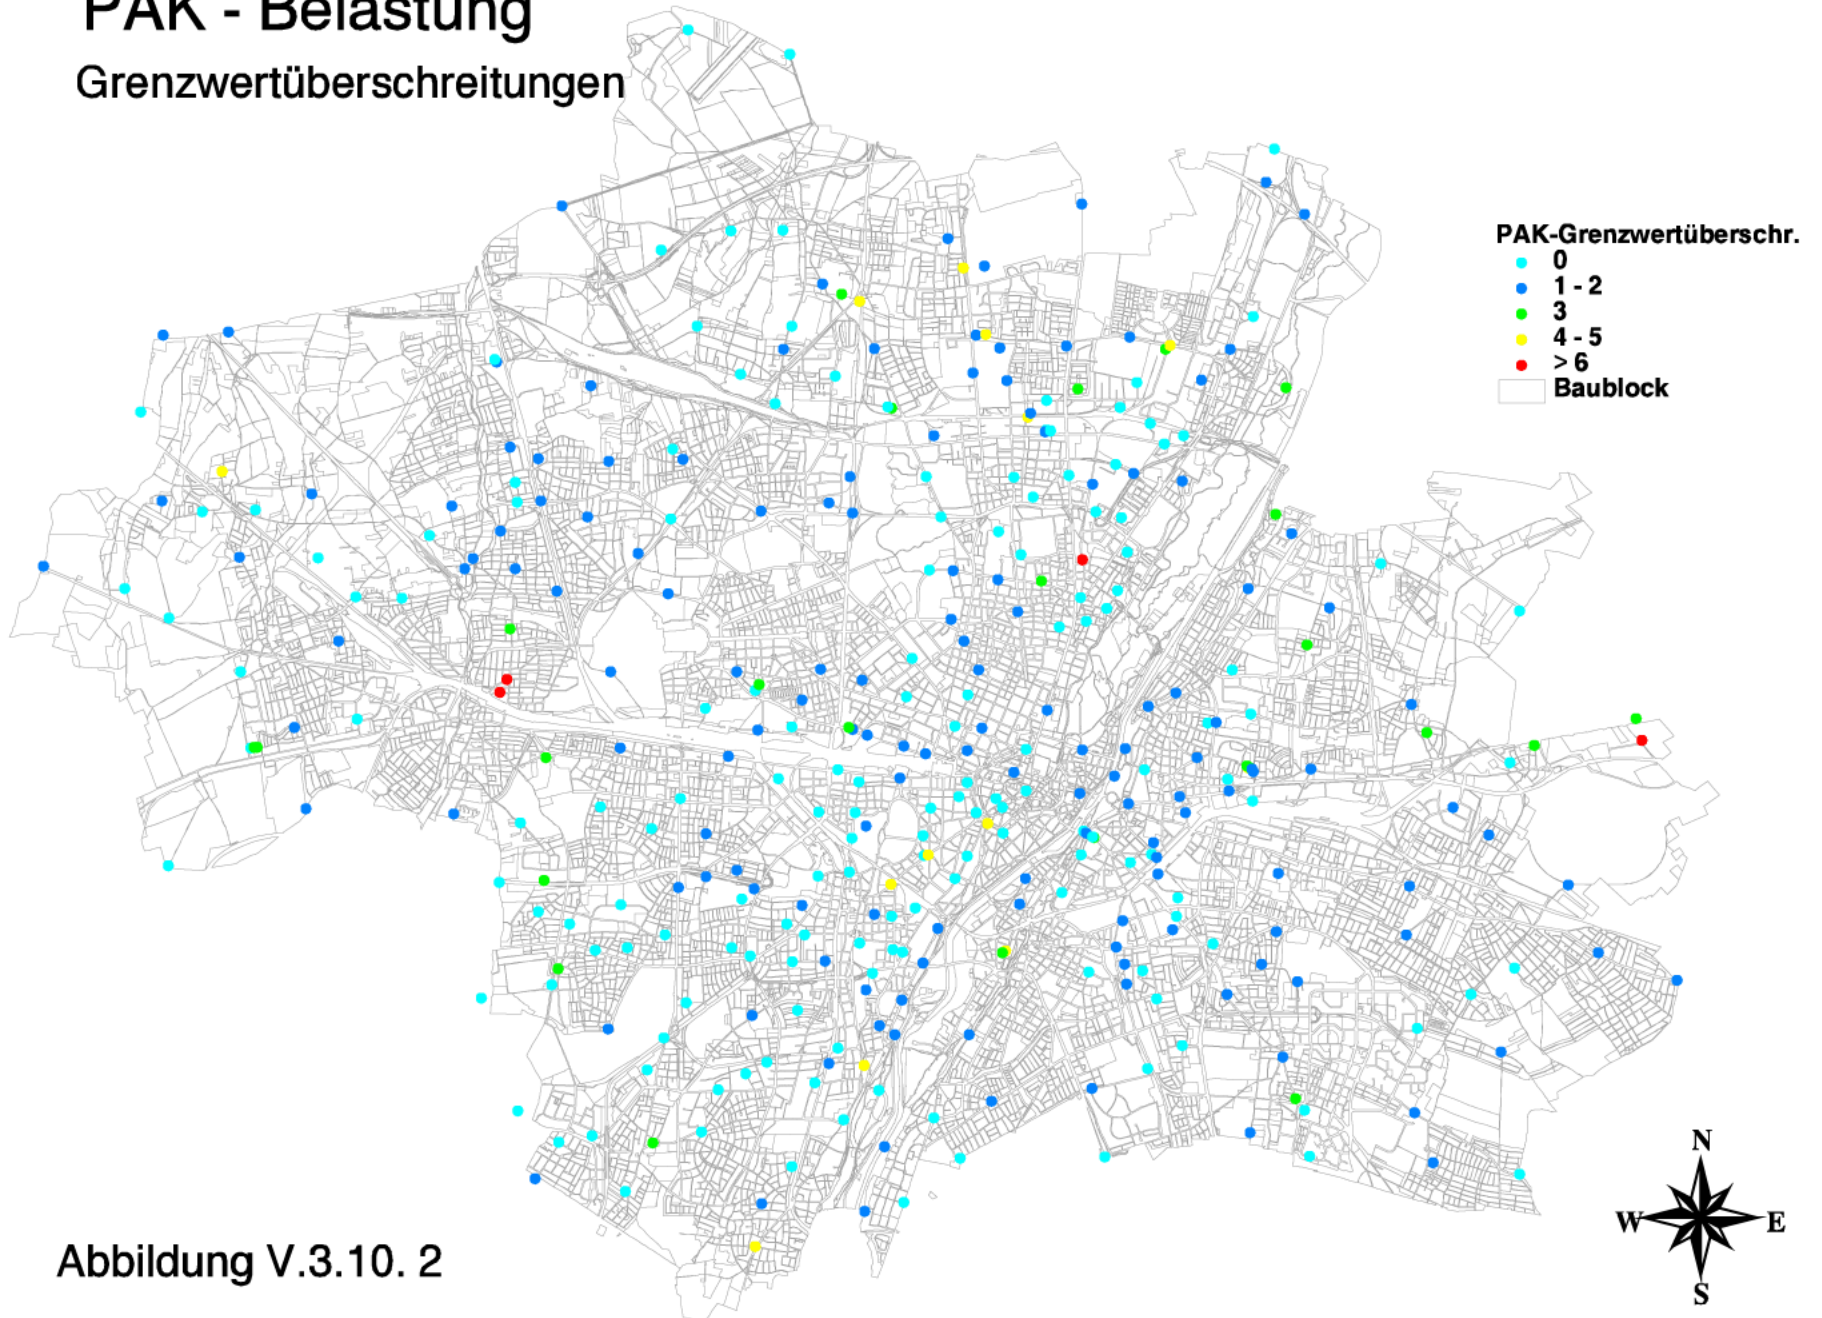 PAK - Belastung
Grenzwertüberschreitungen
PAK-Grenzwertüberschr.
0
1 - 2
3
4 - 5
> 6
Baublock
N
W E
S
Abbildung V.3.10. 2